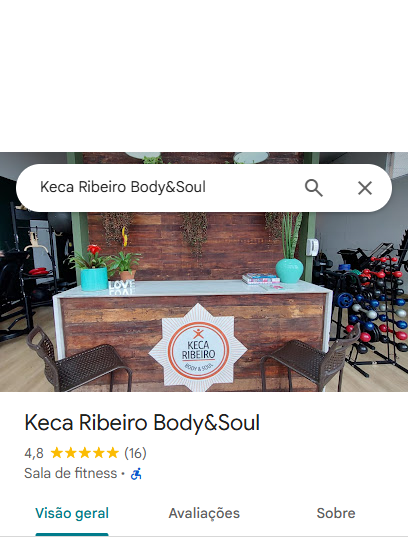 Keca Ribeiro Body&Soul
LOVE
KECA
RIBEIRO
BODY & SOUL
Keca Ribeiro Body&Soul
4,8 (16)
Sala de fitness ·
Visão geral Avaliações Sobre